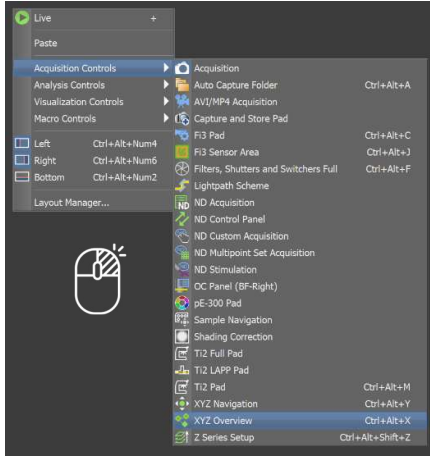 Live +
Paste
Acquisition Controls
Analysis Controls
Visualization Controls
Macro Controls
Left Ctrl+Alt+Num4
Right Ctrl+Alt+Num6
Bottom Ctrl+Alt+Num2
Layout Manager...
Acquisition
Auto Capture Folder Ctrl+Alt+A
AVI/MP4 Acquisition
Capture and Store Pad
Fi3 Pad Ctrl+Alt+C
Fi3 Sensor Area Ctrl+Alt+J
Filters, Shutters and Switchers Full Ctrl+Alt+F
Lightpath Scheme
ND ND Acquisition
ND Control Panel
ND Custom Acquisition
ND Multipoint Set Acquisition
ND Stimulation
OC Panel (BF-Right)
pE-300 Pad
Sample Navigation
Shading Correction
Ti2 Full Pad
Ti2 LAPP Pad
Ti2 Pad Ctrl+Alt+M
XYZ Navigation Ctrl+Alt+Y
XYZ Overview Ctrl+Alt+X
Z Series Setup Ctrl+Alt+Shift+Z